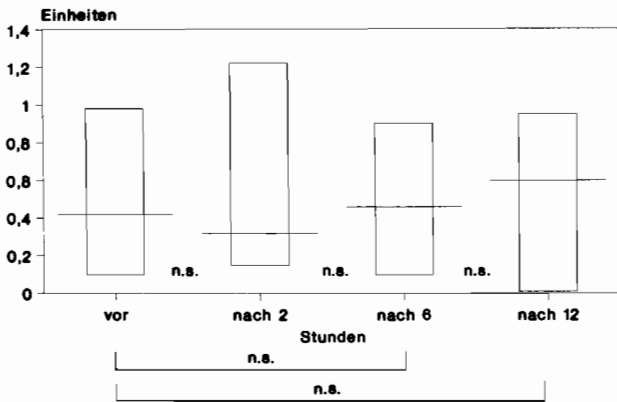 Einheiten
1,4
1,2
1
0,8
0,6
0,4
0,2
0
n.s. n.s. n.s.
vor nach 2 nach 6 nach 12
Stunden
n.s.
n.s.